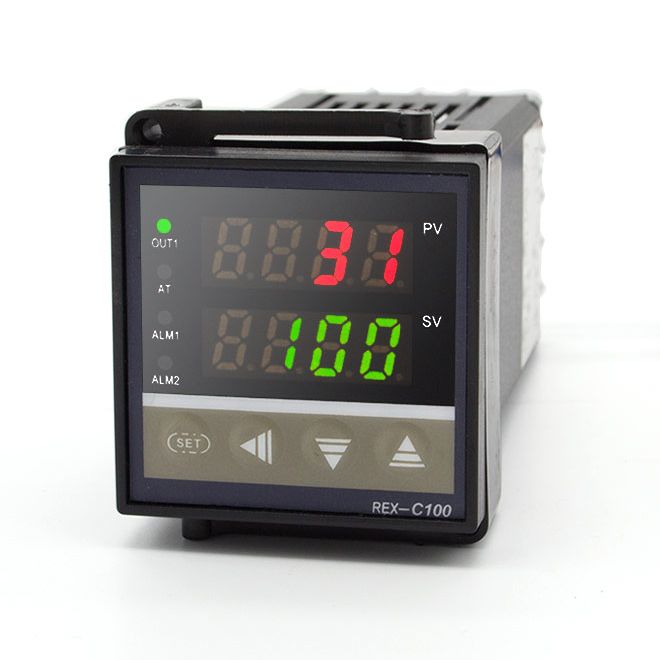 31 PV
OUT1
AT
100 SV
ALM1
ALM2
SET
REX-C100